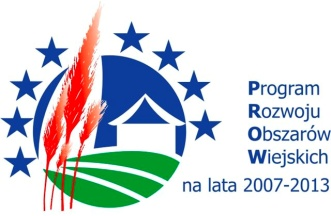 Program
Rozwoju
Obszarów
Wiejskich
na lata 2007-2013